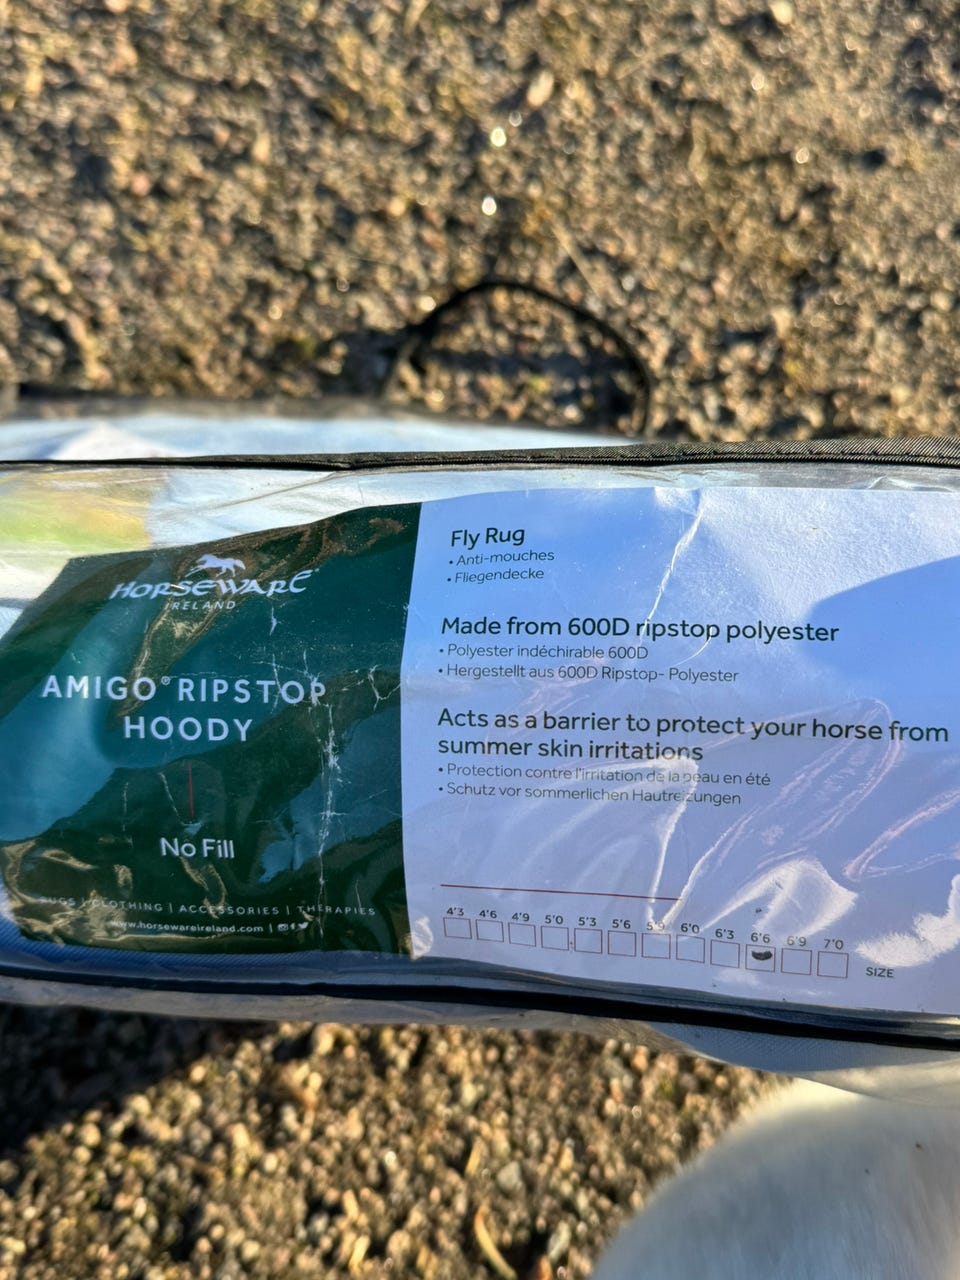 HORSEWARE
IRELAND
AMIGO® RIPSTOP
HOODY
No Fill
RUGS | CLOTHING | ACCESSORIES | THERAPIES
www.horsewareireland.com |
Fly Rug
• Anti-mouches
• Fliegendecke
Made from 600D ripstop polyester
• Polyester indéchirable 600D
• Hergestellt aus 600D Ripstop- Polyester
Acts as a barrier to protect your horse from
summer skin irritations
• Protection contre l'irritation de la peau en été
• Schutz vor sommerlichen Hautreizungen
4'3 4'6 4'9 5'0 5'3 5'6 5'9 6'0 6'3 6'6 6'9 7'0
SIZE